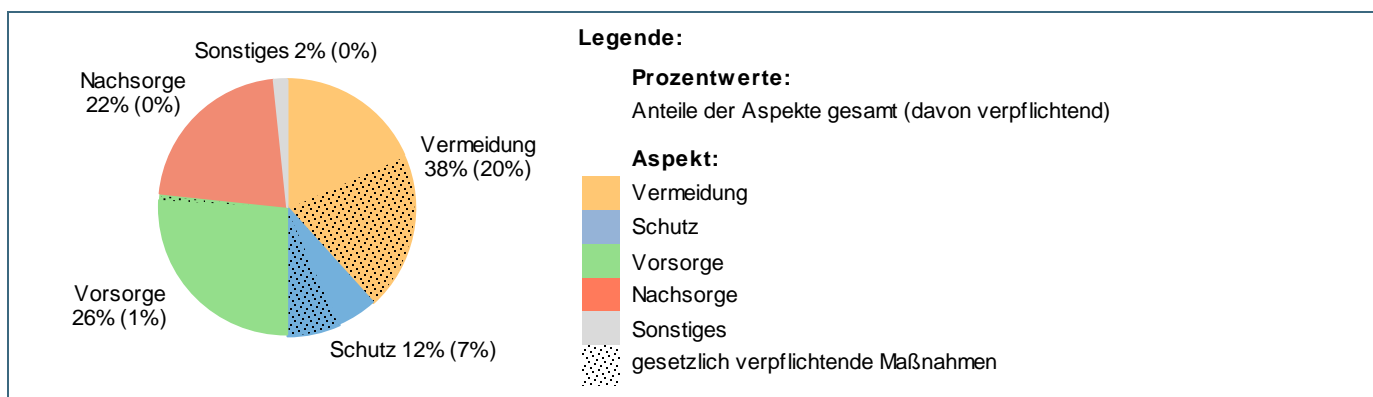 Sonstiges 2% (0%)
Nachsorge
22% (0%)
Vermeidung
38% (20%)
Vorsorge
26% (1%)
Schutz 12% (7%)
Legende:
Prozentwerte:
Anteile der Aspekte gesamt (davon verpflichtend)
Aspekt:
Vermeidung
Schutz
Vorsorge
Nachsorge
Sonstiges
gesetzlich verpflichtende Maßnahmen